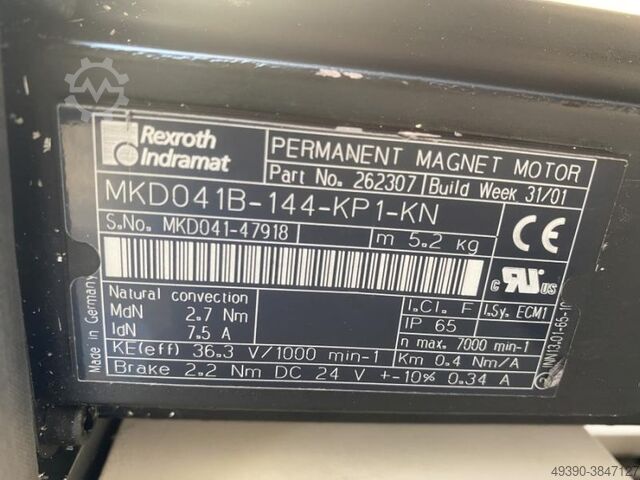 Rexroth
Indramat
PERMANENT MAGNET MOTOR
Part No. 262307 Build Week 31/01
MKD041B-144-KP1-KN
S.No. MKD041-47918 m 5.2 kg
CE
c RU us
Made in Germany
Natural convection I.Cl. F I.Sy. ECM1
MdN 2.7 Nm IP 65
IdN 7.5 A n max. 7000 min-1
KE(eff) 36.3 V/1000 min-1 Km 0.4 Nm/A
Brake 2.2 Nm DC 24 V +-10% 0.34 A
49390-3847127